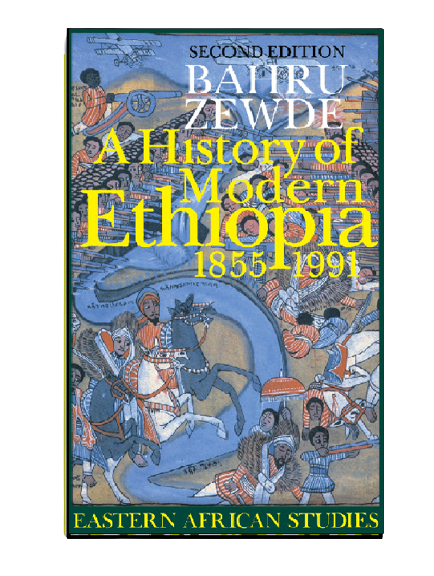 SECOND EDITION
BAHRU
ZEWDE
A History of
Modern
Ethiopia
1855 1991
EASTERN AFRICAN STUDIES